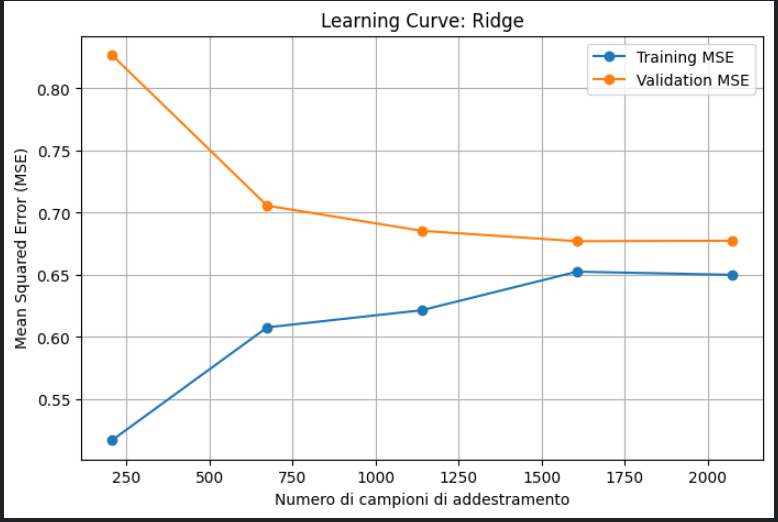 Learning Curve: Ridge
Training MSE
Validation MSE
Mean Squared Error (MSE)
0.80
0.75
0.70
0.65
0.60
0.55
250 500 750 1000 1250 1500 1750 2000
Numero di campioni di addestramento